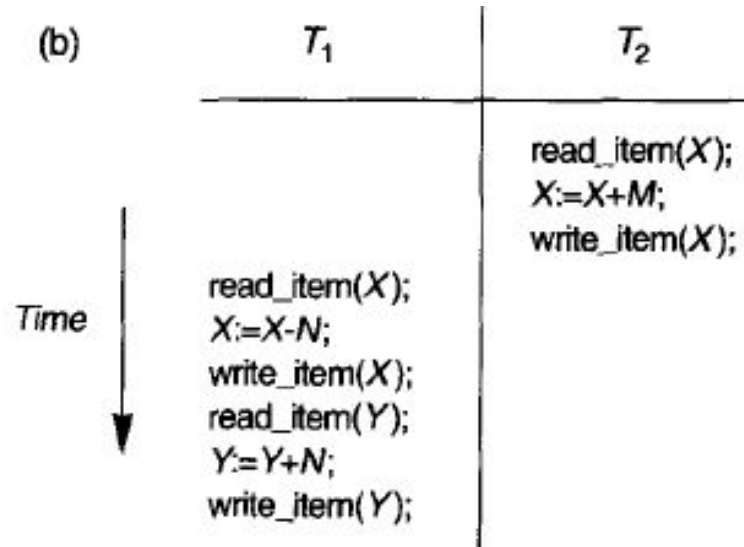 (b) T₁ T₂
read_item(X);
X:=X+M;
write_item(X);
read_item(X);
Time X:=X-N;
write_item(X);
read_item(Y);
Y:=Y+N;
write_item(Y);